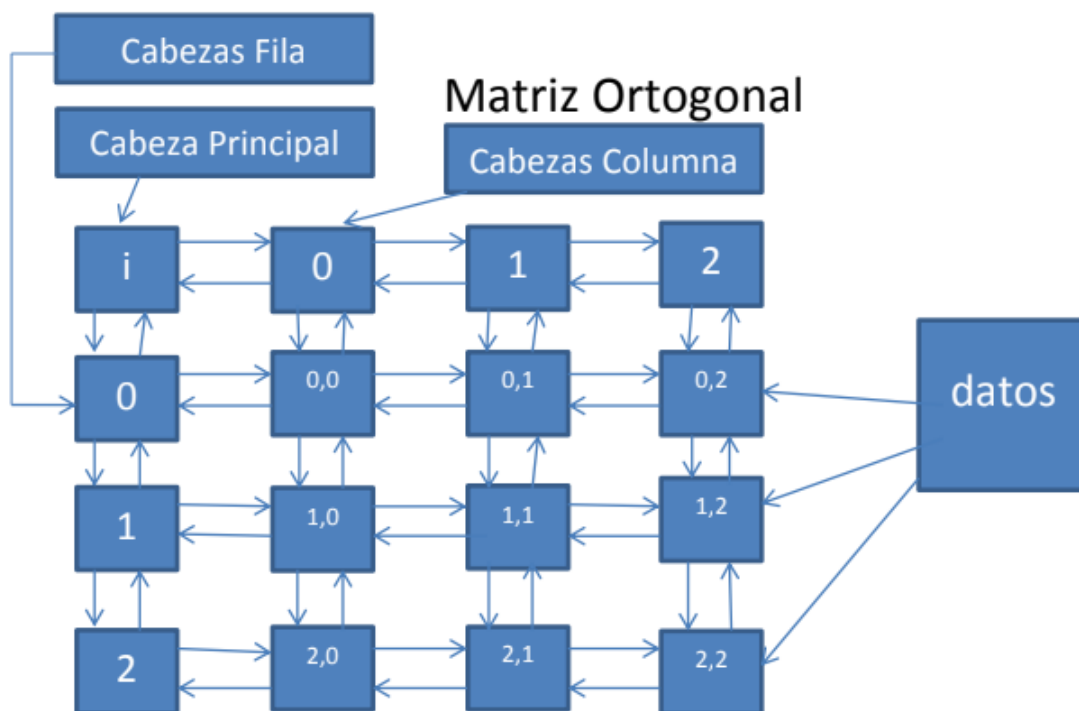 Cabezas Fila
Matriz Ortogonal
Cabeza Principal
Cabezas Columna
i 0 1 2
0 0,0 0,1 0,2
datos
1 1,0 1,1 1,2
2 2,0 2,1 2,2